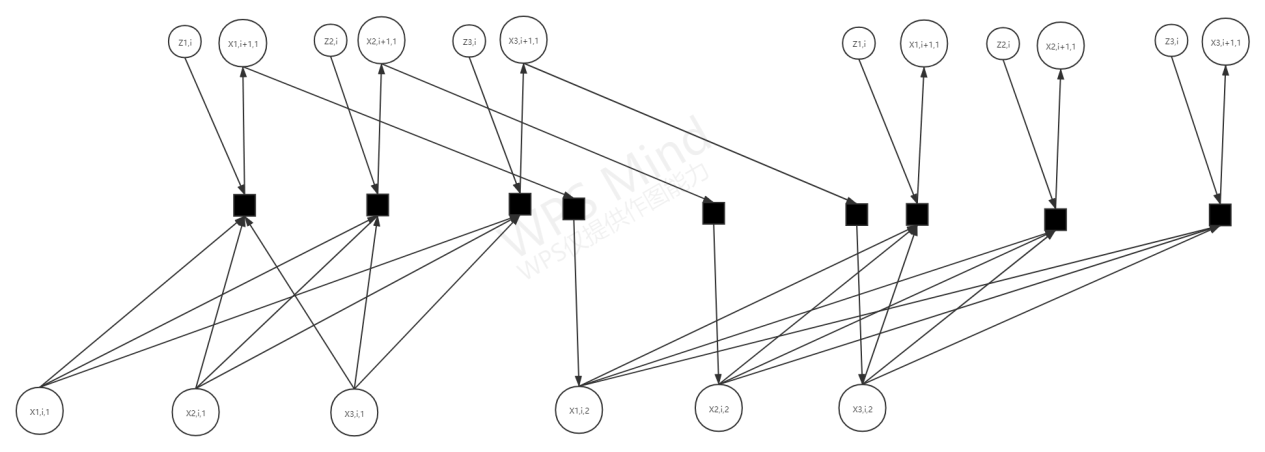 Z1,i
X1,i+1,1
Z2,i
X2,i+1,1
Z3,i
X3,i+1,1
Z1,i
X1,i+1,1
Z2,i
X2,i+1,1
Z3,i
X3,i+1,1
WPS Mind
WPS仅提供作图能力
X1,i,1
X2,i,1
X3,i,1
X1,i,2
X2,i,2
X3,i,2